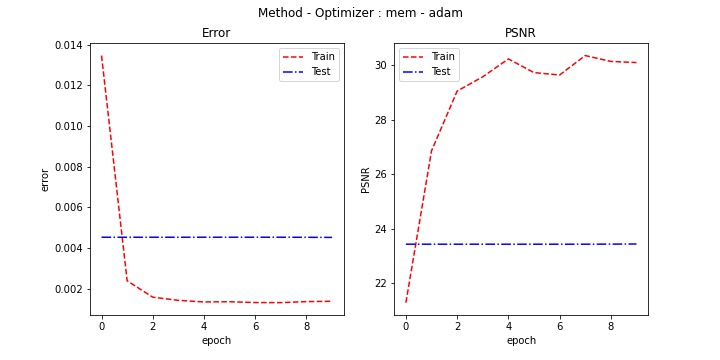 Method - Optimizer : mem - adam
Error
0.014
0.012
0.010
0.008
0.006
0.004
0.002
error
0
2
4
6
8
epoch
Train
Test
PSNR
30
28
26
24
22
PSNR
0
2
4
6
8
epoch
Train
Test